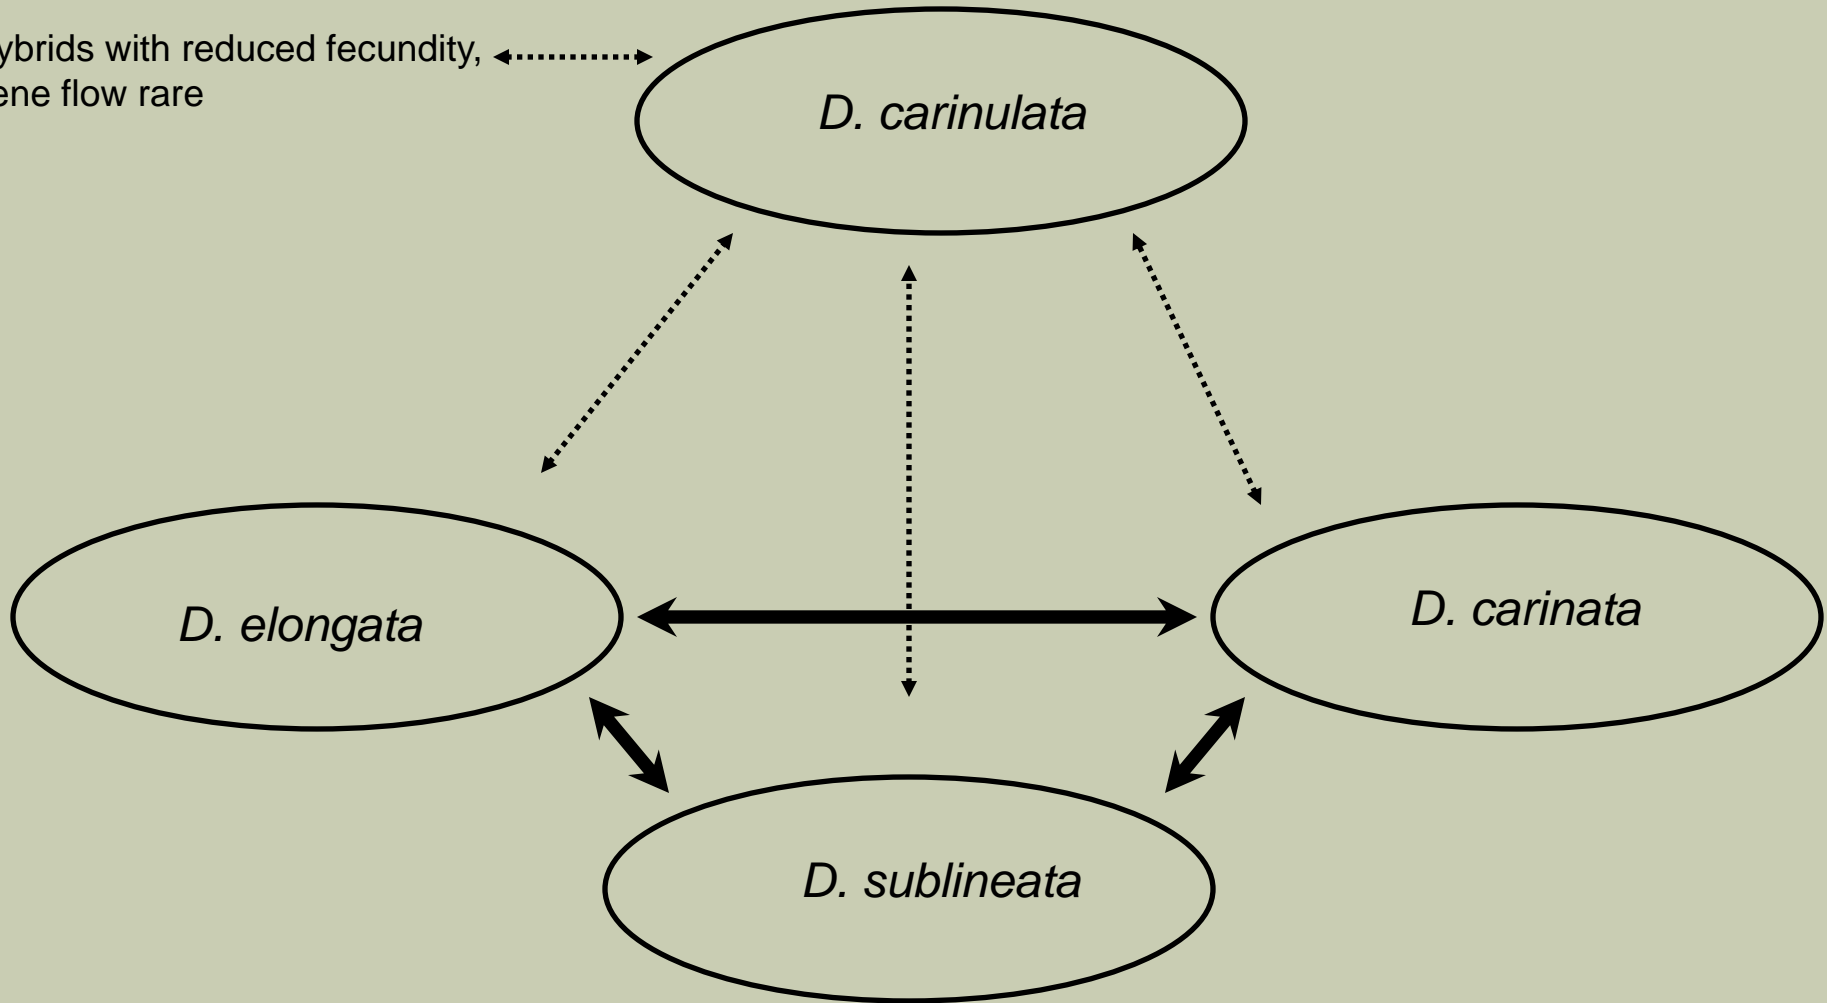 ybrids with reduced fecundity,
ene flow rare
D. carinulata
D. elongata
D. carinata
D. sublineata